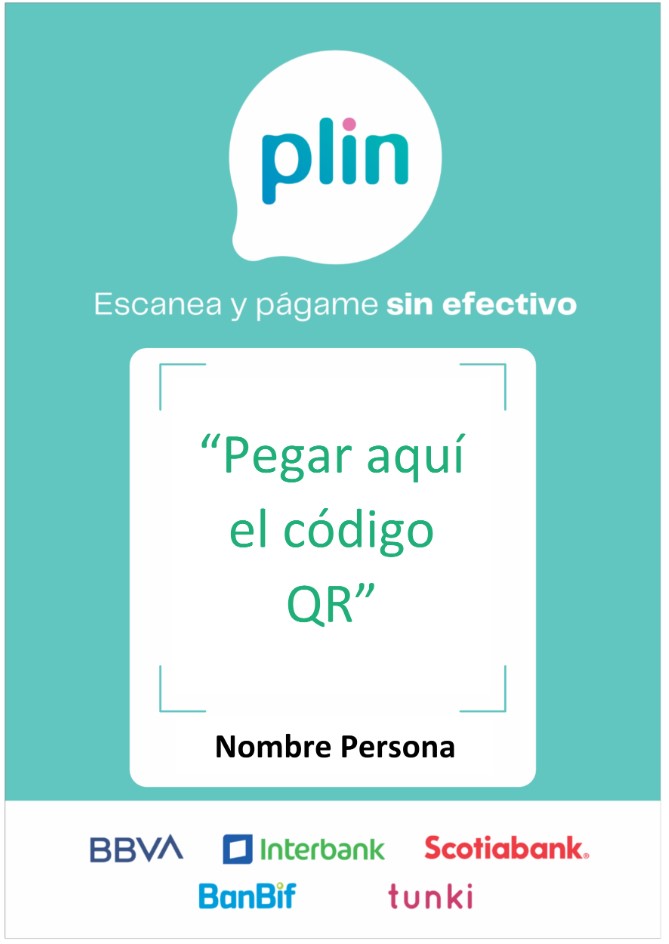 plin
Escanea y págame sin efectivo
“Pegar aquí
el código
QR”
Nombre Persona
BBVA Interbank Scotiabank.
BanBif tunki